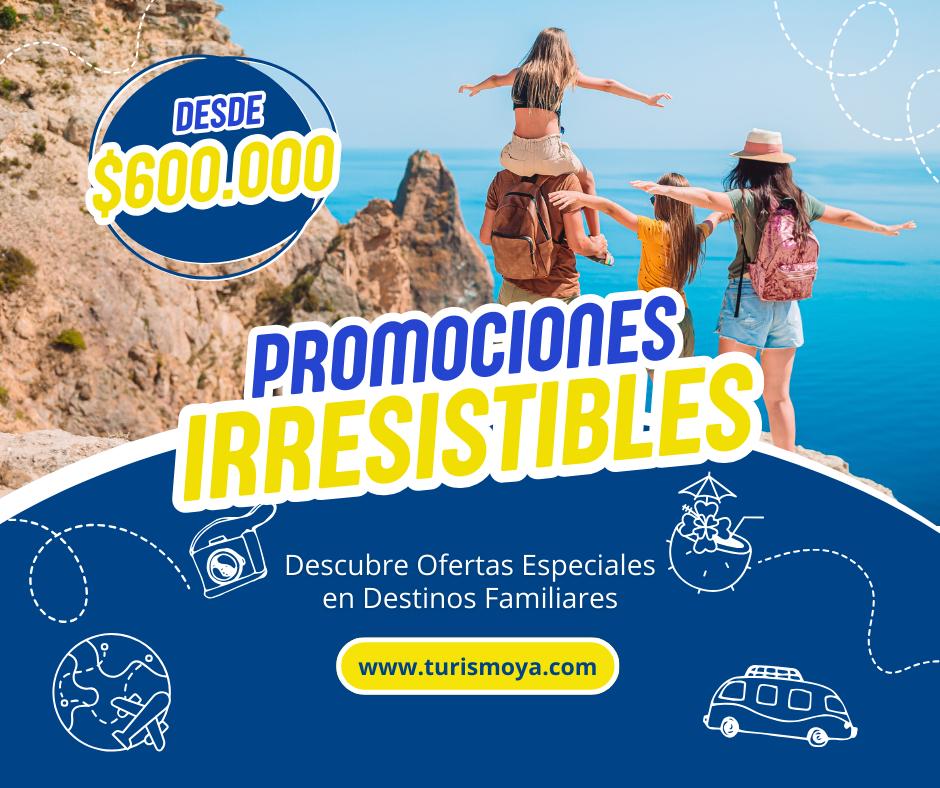 DESDE
$600.000
PROMOCIONES
IRRESISTIBLES
Descubre Ofertas Especiales
en Destinos Familiares
www.turismoya.com